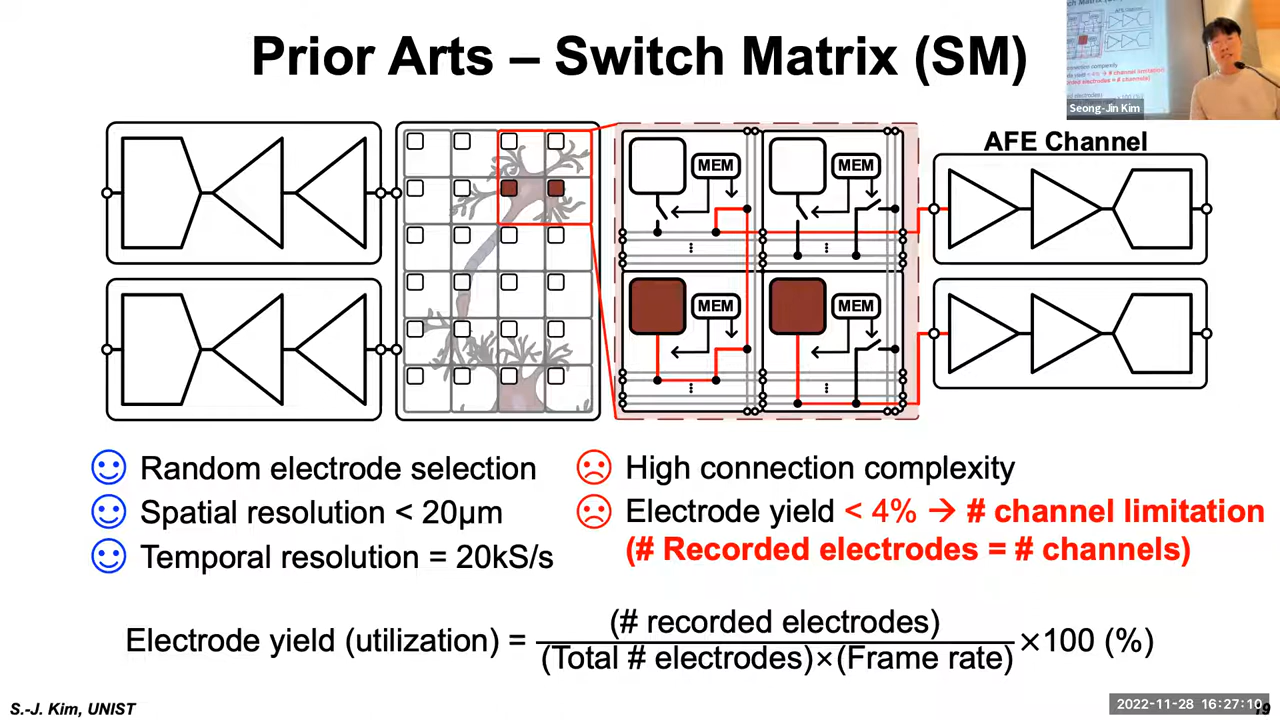 Prior Arts – Switch Matrix (SM)
Seong-Jin Kim
AFE Channel
MEM
MEM
MEM
MEM
Random electrode selection
Spatial resolution < 20μm
Temporal resolution = 20kS/s
High connection complexity
Electrode yield < 4% → # channel limitation
(# Recorded electrodes = # channels)
Electrode yield (utilization) = (# recorded electrodes) / (Total # electrodes)×(Frame rate) ×100 (%)
S.-J. Kim, UNIST
2022-11-28 16:27:10
19